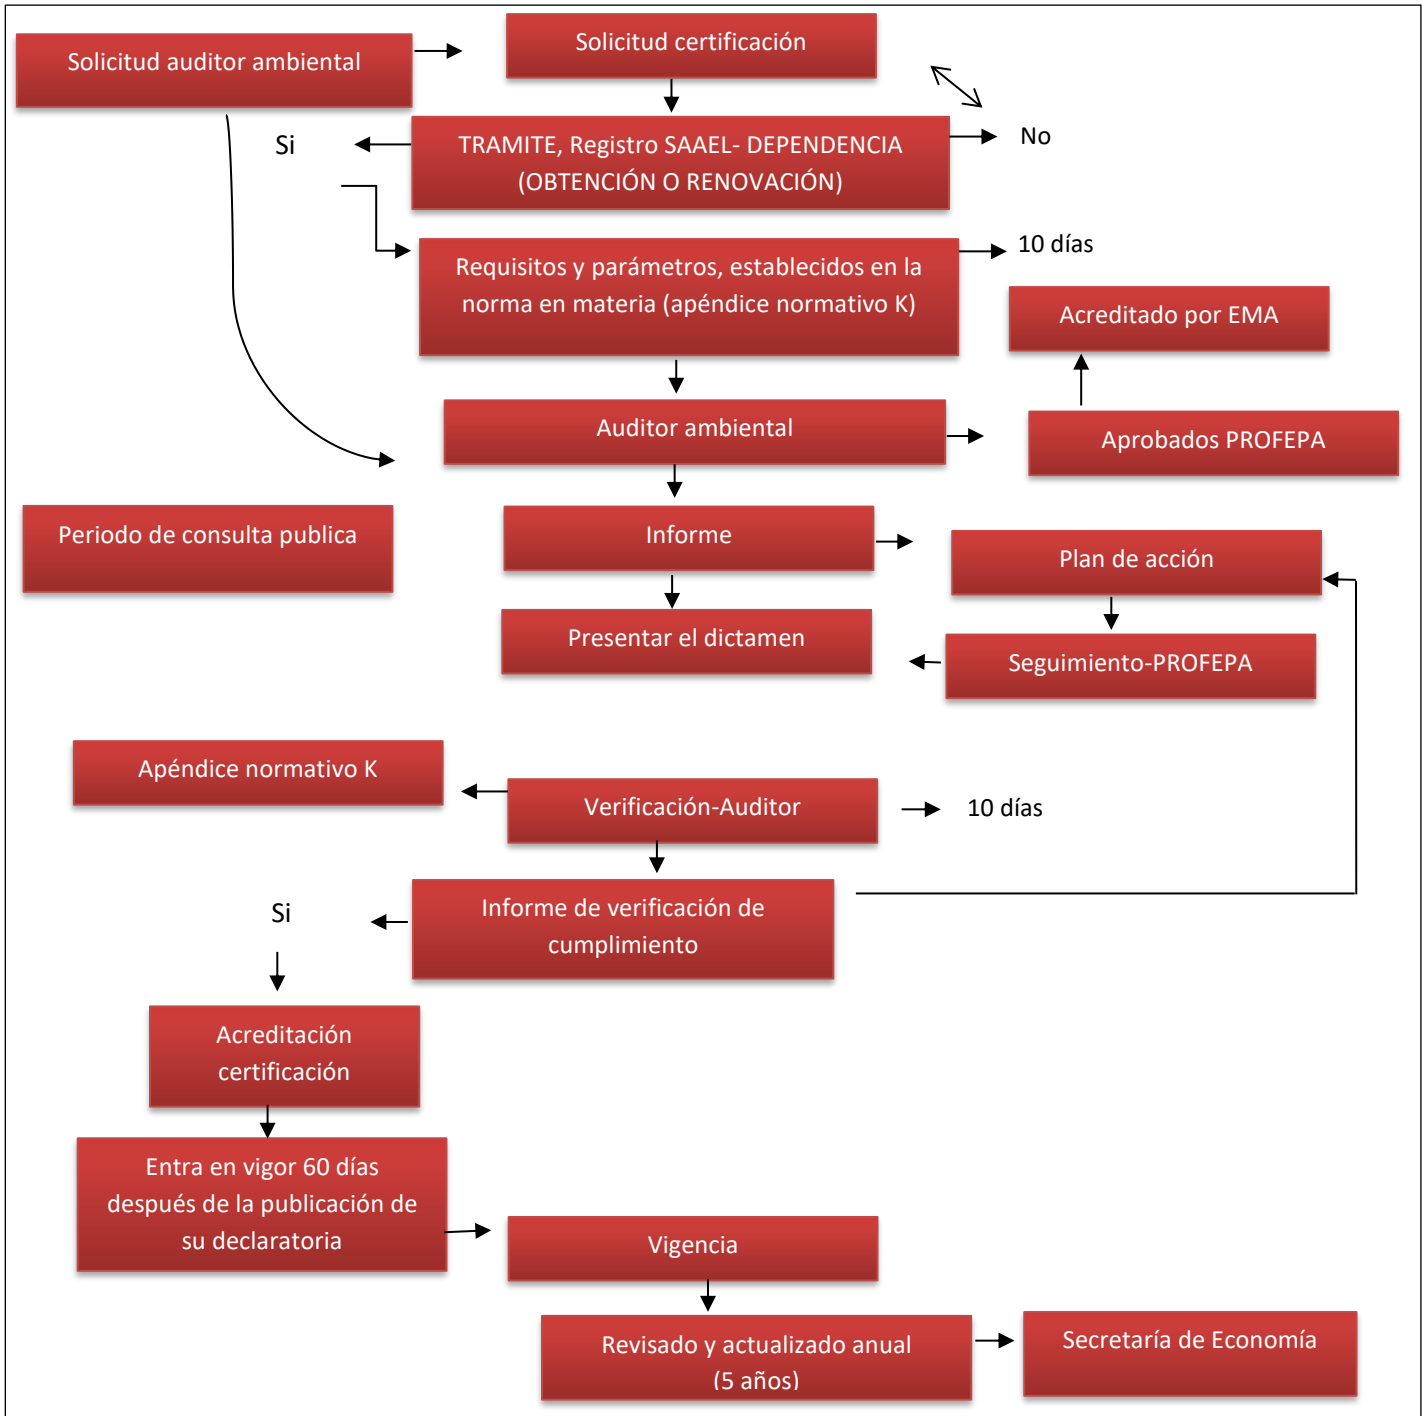 Solicitud auditor ambiental
Solicitud certificación
Si
TRAMITE, Registro SAAEL- DEPENDENCIA
(OBTENCIÓN O RENOVACIÓN)
No
Requisitos y parámetros, establecidos en la
norma en materia (apéndice normativo K)
10 días
Acreditado por EMA
Auditor ambiental
Aprobados PROFEPA
Periodo de consulta publica
Informe
Plan de acción
Presentar el dictamen
Seguimiento-PROFEPA
Apéndice normativo K
Verificación-Auditor
10 días
Si
Informe de verificación de
cumplimiento
Acreditación
certificación
Entra en vigor 60 días
después de la publicación de
su declaratoria
Vigencia
Revisado y actualizado anual
(5 años)
Secretaría de Economía